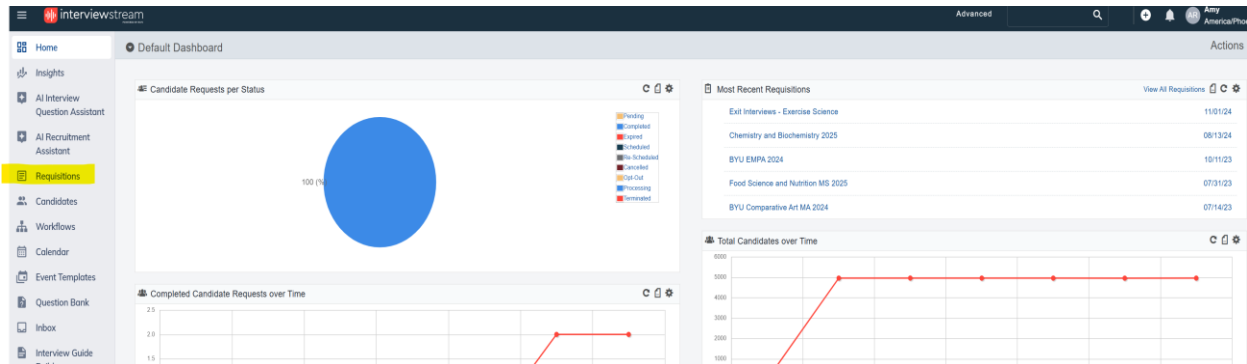 interviewstream
Advanced
AR
Amy
America/Pho
Home
Insights
AI Interview
Question Assistant
AI Recruitment
Assistant
Requisitions
Candidates
Workflows
Calendar
Event Templates
Question Bank
Inbox
Interview Guide
Default Dashboard
Actions
Candidate Requests per Status
100 (%
Pending
Completed
Expired
Scheduled
Re-Scheduled
Cancelled
Opt-Out
Processing
Terminated
Completed Candidate Requests over Time
2.5
2.0
1.5
Most Recent Requisitions
View All Requisitions
Exit Interviews - Exercise Science 11/01/24
Chemistry and Biochemistry 2025 08/13/24
BYU EMPA 2024 10/11/23
Food Science and Nutrition MS 2025 07/31/23
BYU Comparative Art MA 2024 07/14/23
Total Candidates over Time
6000
5000
4000
3000
2000
1000